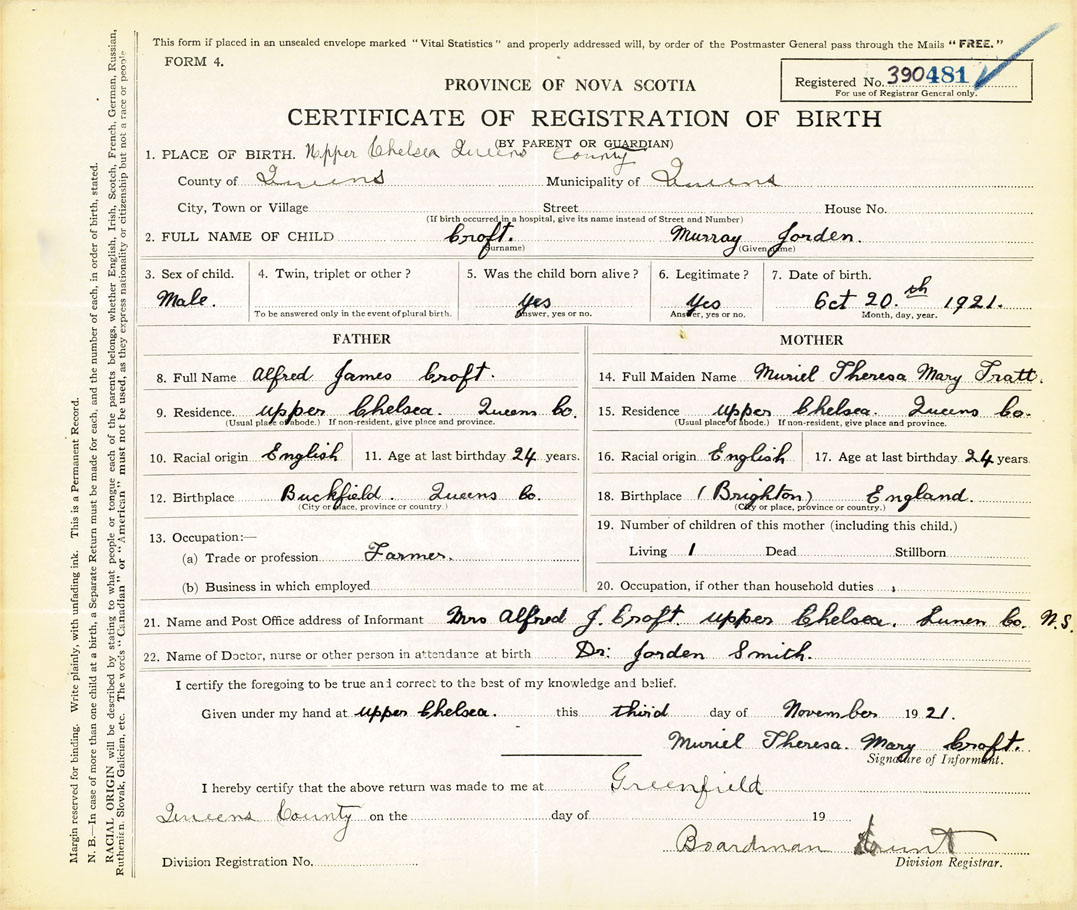 This form if placed in an unsealed envelope marked "Vital Statistics" and properly addressed will, by order of the Postmaster General pass through the Mails "FREE."
FORM 4.
Registered No. 390481
For use of Registrar General only.
PROVINCE OF NOVA SCOTIA
CERTIFICATE OF REGISTRATION OF BIRTH
(BY PARENT OR GUARDIAN)
1. PLACE OF BIRTH. Upper Chelsea Queens County
County of Queens Municipality of Queens
City, Town or Village Street House No.
(If birth occurred in a hospital, give its name instead of Street and Number)
2. FULL NAME OF CHILD Croft. Murray Jorden.
(Surname) (Given name)
3. Sex of child. 4. Twin, triplet or other? 5. Was the child born alive? 6. Legitimate? 7. Date of birth.
Male. Yes Yes Oct 20.th 1921.
To be answered only in the event of plural birth. Answer, yes or no. Answer, yes or no. Month, day, year.
FATHER
8. Full Name Alfred James Croft.
9. Residence. Upper Chelsea. Queens Co.
(Usual place of abode.) If non-resident, give place and province.
10. Racial origin English 11. Age at last birthday 24 years.
12. Birthplace Buckfield. Queens Co.
(City or place, province or country.)
13. Occupation:—
(a) Trade or profession Farmer.
(b) Business in which employed
MOTHER
14. Full Maiden Name Muriel Theresa Mary Tratt.
15. Residence Upper Chelsea. Queens Co.
(Usual place of abode.) If non-resident, give place and province.
16. Racial origin English 17. Age at last birthday 24 years
18. Birthplace (Brighton) England.
(City or place, province or country.)
19. Number of children of this mother (including this child.)
Living 1 Dead Stillborn
20. Occupation, if other than household duties
21. Name and Post Office address of Informant Mrs Alfred J. Croft. Upper Chelsea. Lunen Co. N.S.
22. Name of Doctor, nurse or other person in attendance at birth Dr: Jorden Smith.
I certify the foregoing to be true and correct to the best of my knowledge and belief.
Given under my hand at Upper Chelsea. this third day of November 1921.
Muriel Theresa. Mary Croft.
Signature of Informant.
I hereby certify that the above return was made to me at Greenfield
Queens County on the day of 19
Boardman Hunt
Division Registrar.
Division Registration No.
Margin reserved for binding. Write plainly, with unfading ink. This is a Permanent Record.
N. B.—In case of more than one child at a birth, a Separate Return must be made for each, and the number of each, in order of birth, stated.
RACIAL ORIGIN will be described by stating to what people or tongue each of the parents belongs, whether English, Irish, Scotch, French, German, Russian,
Ruthenian, Slovak, Galician, etc. The words "Canadian" or "American" must not be used, as they express nationality or citizenship but not a race or people